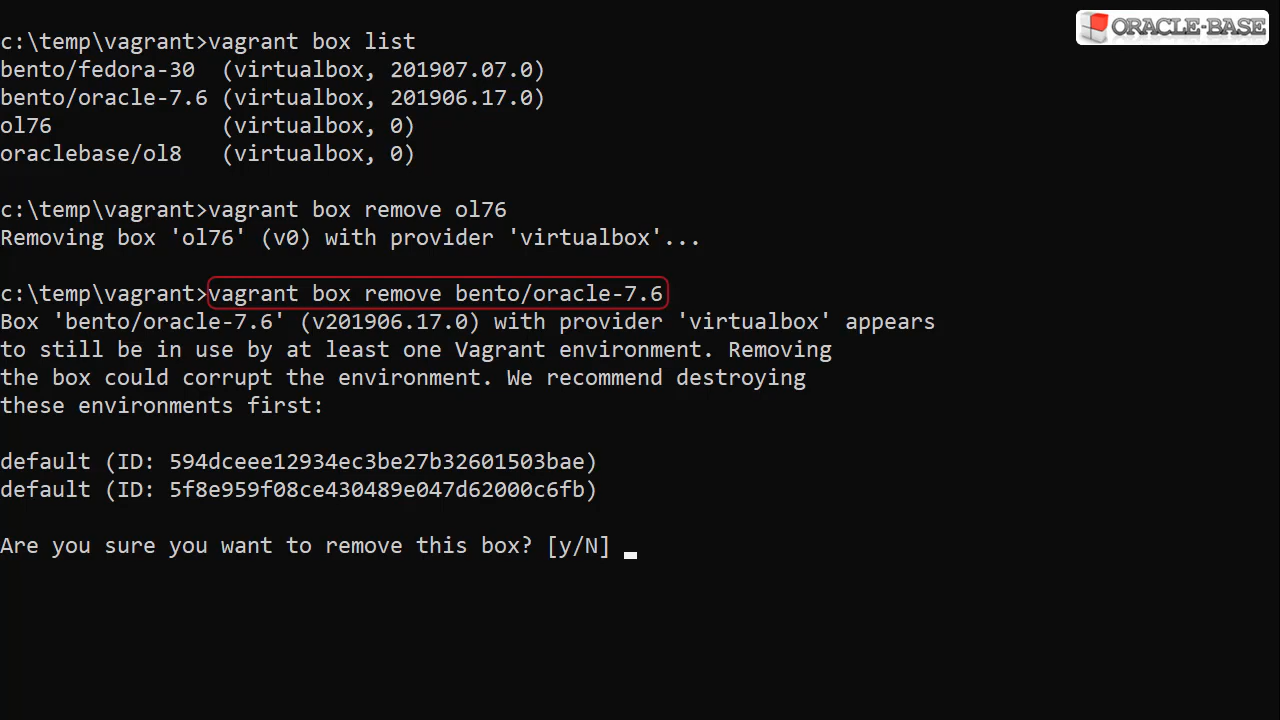 ORACLE-BASE
c:\temp\vagrant>vagrant box list
bento/fedora-30  (virtualbox, 201907.07.0)
bento/oracle-7.6 (virtualbox, 201906.17.0)
ol76             (virtualbox, 0)
oraclebase/ol8   (virtualbox, 0)
c:\temp\vagrant>vagrant box remove ol76
Removing box 'ol76' (v0) with provider 'virtualbox'...
c:\temp\vagrant>vagrant box remove bento/oracle-7.6
Box 'bento/oracle-7.6' (v201906.17.0) with provider 'virtualbox' appears
to still be in use by at least one Vagrant environment. Removing
the box could corrupt the environment. We recommend destroying
these environments first:
default (ID: 594dceee12934ec3be27b32601503bae)
default (ID: 5f8e959f08ce430489e047d62000c6fb)
Are you sure you want to remove this box? [y/N]